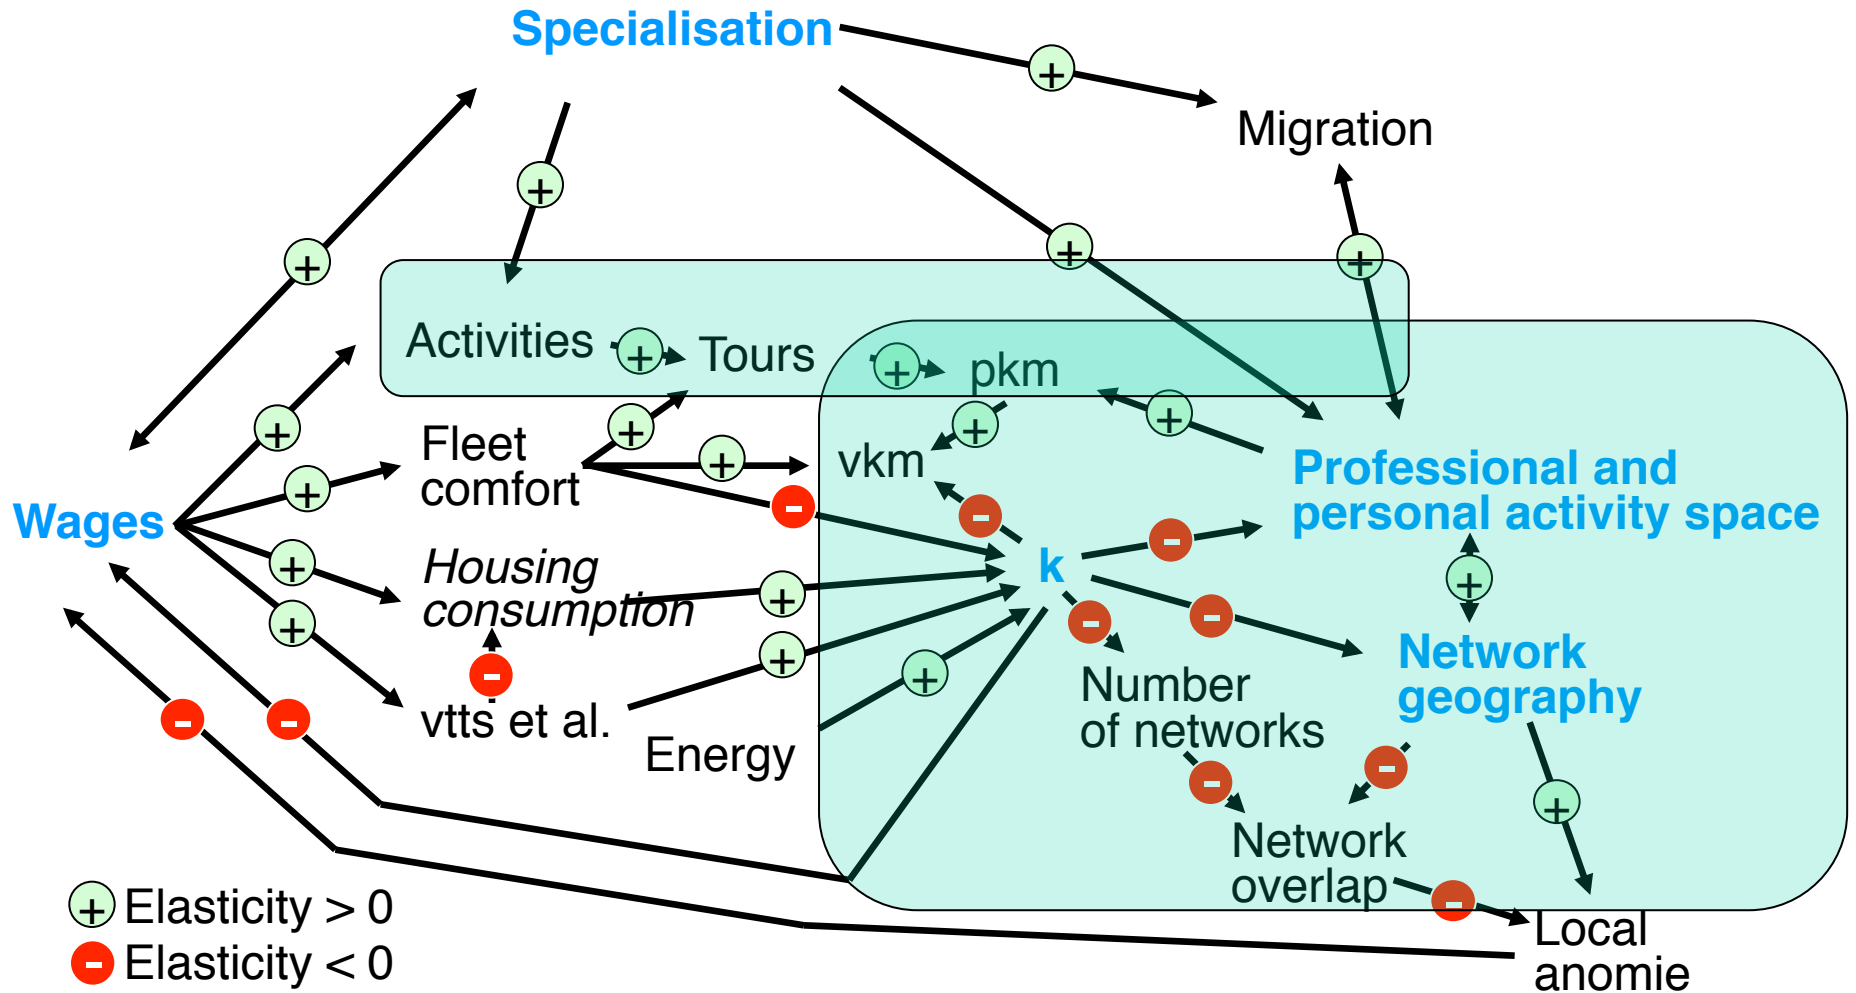 Specialisation
+
Migration
+
+
+
+
Activities
+
Tours
+
pkm
+
+
+
+
Fleet
comfort
+
vkm
Professional and
personal activity space
+
-
-
-
Wages
+
Housing
consumption
+
k
-
-
+
+
-
Network
geography
-
vtts et al.
+
+
Number
of networks
Energy
-
-
-
-
+
Network
overlap
-
+ Elasticity > 0
- Elasticity < 0
Local
anomie